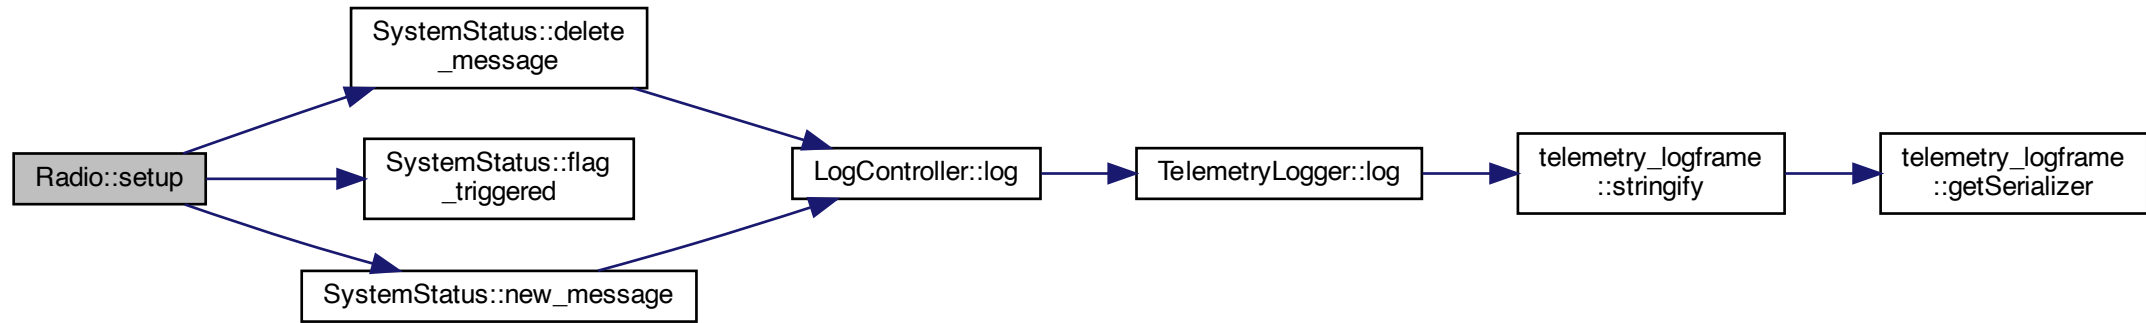 Radio::setup
SystemStatus::delete
_message
SystemStatus::flag
_triggered
SystemStatus::new_message
LogController::log
TelemetryLogger::log
telemetry_logframe
::stringify
telemetry_logframe
::getSerializer